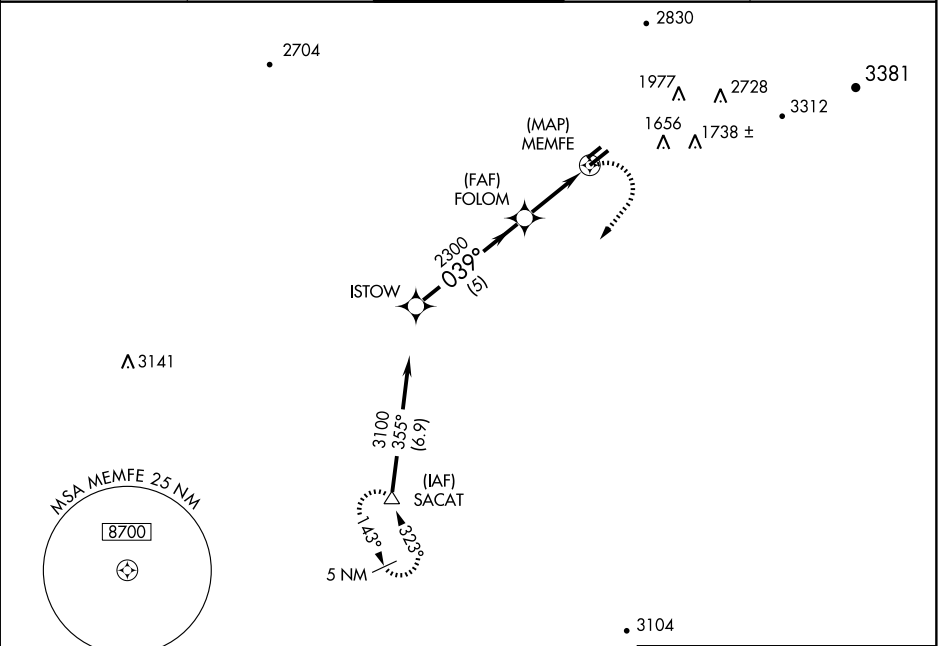 2830
2704
3381
1977
2728
3312
1656
1738 ±
(MAP)
MEMFE
(FAF)
FOLOM
2300
039°
(5)
ISTOW
3141
3100
355°
(6.9)
(IAF)
SACAT
MSA MEMFE 25 NM
8700
143°
323°
5 NM
3104